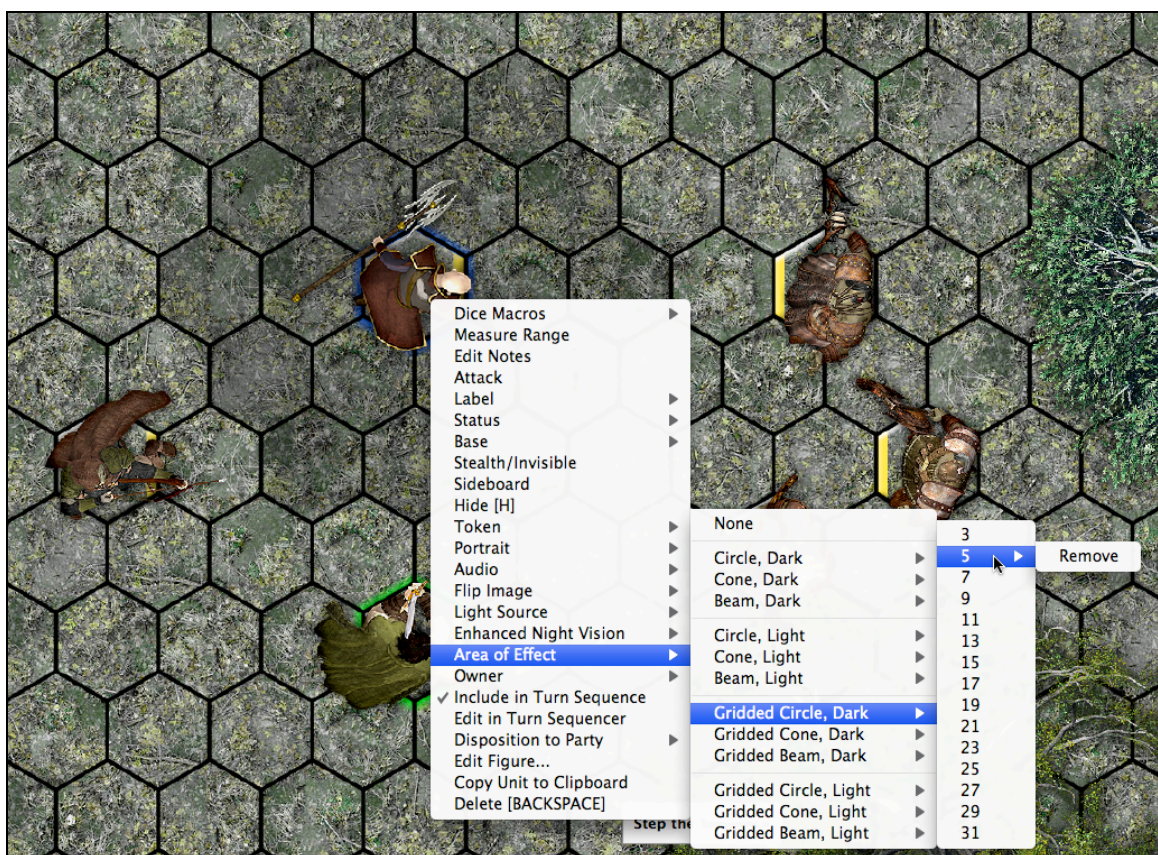 Dice Macros
Measure Range
Edit Notes
Attack
Label
Status
Base
Stealth/Invisible
Sideboard
Hide [H]
Token
Portrait
Audio
Flip Image
Light Source
Enhanced Night Vision
Area of Effect
Owner
✓ Include in Turn Sequence
Edit in Turn Sequencer
Disposition to Party
Edit Figure...
Copy Unit to Clipboard
Delete [BACKSPACE]
Step the
None
Circle, Dark
Cone, Dark
Beam, Dark
Circle, Light
Cone, Light
Beam, Light
Gridded Circle, Dark
Gridded Cone, Dark
Gridded Beam, Dark
Gridded Circle, Light
Gridded Cone, Light
Gridded Beam, Light
3
5
7
9
11
13
15
17
19
21
23
25
27
29
31
Remove